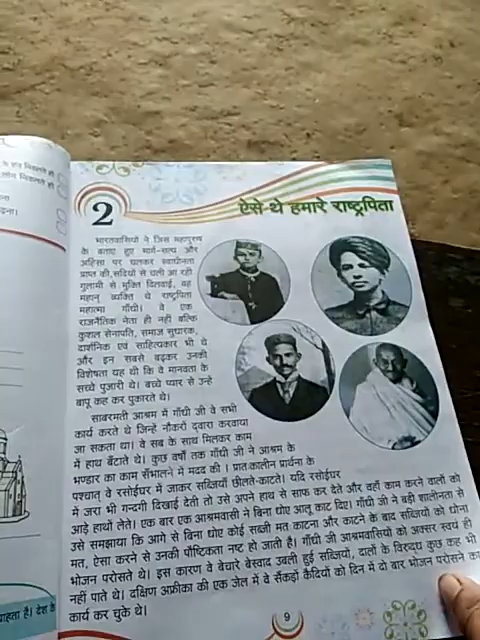 2
ऐसे थे हमारे राष्ट्रपिता
भारतवासियों ने जिस महापुरुष
के बताए हुए मार्ग-सत्य और
अहिंसा पर चलकर स्वाधीनता
प्राप्त की, सदियों से चली आ रही
गुलामी से मुक्ति दिलवाई, वह
महान् व्यक्ति थे राष्ट्रपिता
महात्मा गाँधी। वे एक
राजनैतिक नेता ही नहीं बल्कि
कुशल सेनापति, समाज सुधारक,
दार्शनिक एवं साहित्यकार भी थे
और इन सबसे बढ़कर उनकी
विशेषता यह थी कि वे मानवता के
सच्चे पुजारी थे। बच्चे प्यार से उन्हें
बापू कह कर पुकारते थे।
साबरमती आश्रम में गाँधी जी वे सभी
कार्य करते थे जिन्हें नौकरों द्वारा करवाया
जा सकता था। वे सब के साथ मिलकर काम
में हाथ बँटाते थे। कुछ वर्षों तक गाँधी जी ने आश्रम के
भण्डार का काम सँभालने में मदद की। प्रातःकालीन प्रार्थना के
पश्चात् वे रसोईघर में जाकर सब्जियाँ छीलते-काटते। यदि रसोईघर
में जरा भी गन्दगी दिखाई देती तो उसे अपने हाथ से साफ कर देते और वहाँ काम करने वालों को
आड़े हाथों लेते। एक बार एक आश्रमवासी ने बिना धोए आलू काट दिए। गाँधी जी ने बड़ी शालीनता से
उसे समझाया कि आगे से बिना धोए कोई सब्जी मत काटना और काटने के बाद सब्जियों को धोना
मत, ऐसा करने से उनकी पौष्टिकता नष्ट हो जाती है। गाँधी जी आश्रमवासियों को अक्सर स्वयं ही
भोजन परोसते थे। इस कारण वे बेचारे बेस्वाद उबली हुई सब्जियों, दालों के विरुद्ध कुछ कह भी
नहीं पाते थे। दक्षिण अफ्रीका की एक जेल में वे सैंकड़ों कैदियों को दिन में दो बार भोजन परोसने का
कार्य कर चुके थे।
9